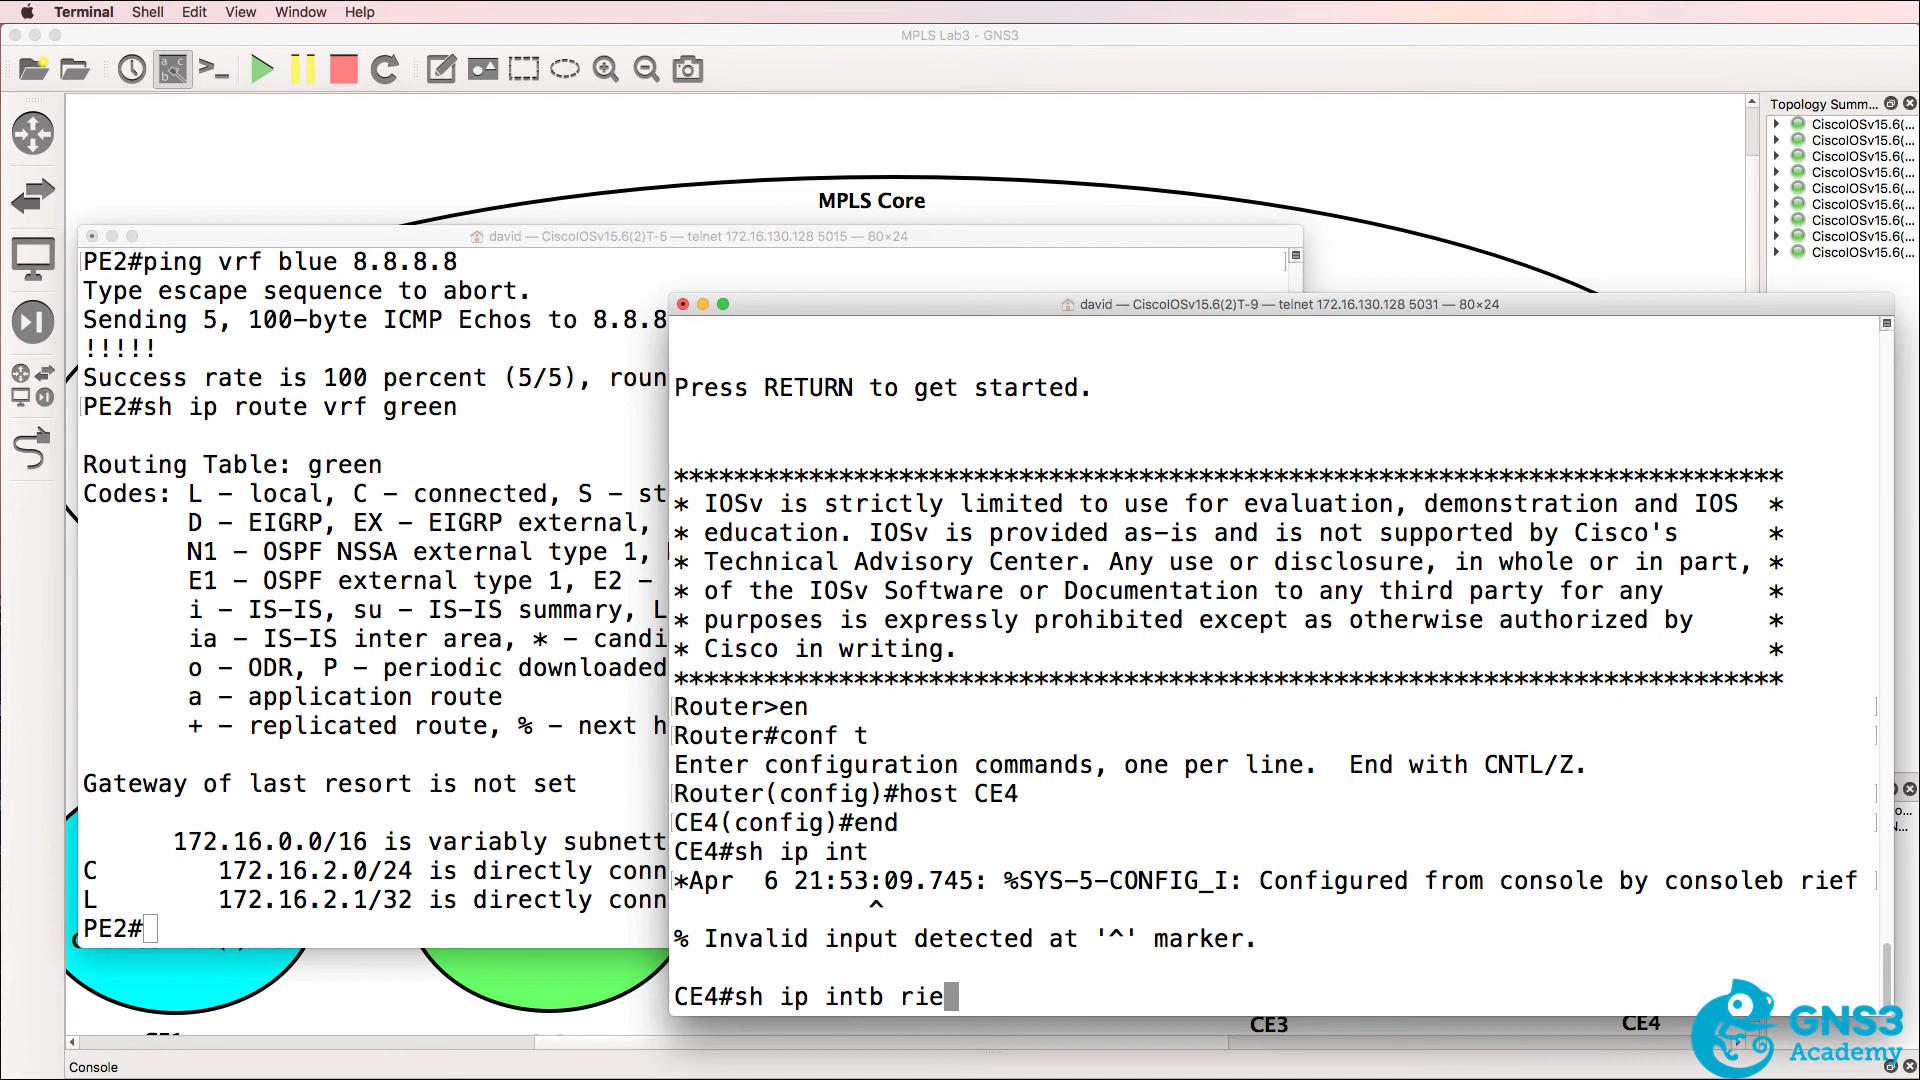 Terminal Shell Edit View Window Help
MPLS Lab3 - GNS3
Topology Summ...
CiscoIOSv15.6(...
CiscoIOSv15.6(...
CiscoIOSv15.6(...
CiscoIOSv15.6(...
CiscoIOSv15.6(...
CiscoIOSv15.6(...
CiscoIOSv15.6(...
CiscoIOSv15.6(...
CiscoIOSv15.6(...
MPLS Core
david — CiscoIOSv15.6(2)T-5 — telnet 172.16.130.128 5015 — 80×24
PE2#ping vrf blue 8.8.8.8
Type escape sequence to abort.
Sending 5, 100-byte ICMP Echos to 8.8.8
!!!!!
Success rate is 100 percent (5/5), roun
PE2#sh ip route vrf green
Routing Table: green
Codes: L - local, C - connected, S - st
D - EIGRP, EX - EIGRP external,
N1 - OSPF NSSA external type 1,
E1 - OSPF external type 1, E2 -
i - IS-IS, su - IS-IS summary, L
ia - IS-IS inter area, * - candi
o - ODR, P - periodic downloaded
a - application route
+ - replicated route, % - next h
Gateway of last resort is not set
172.16.0.0/16 is variably subnett
C 172.16.2.0/24 is directly conn
L 172.16.2.1/32 is directly conn
PE2#
david — CiscoIOSv15.6(2)T-9 — telnet 172.16.130.128 5031 — 80×24
Press RETURN to get started.
**************************************************************************
* IOSv is strictly limited to use for evaluation, demonstration and IOS *
* education. IOSv is provided as-is and is not supported by Cisco's *
* Technical Advisory Center. Any use or disclosure, in whole or in part, *
* of the IOSv Software or Documentation to any third party for any *
* purposes is expressly prohibited except as otherwise authorized by *
* Cisco in writing. *
**************************************************************************
Router>en
Router#conf t
Enter configuration commands, one per line. End with CNTL/Z.
Router(config)#host CE4
CE4(config)#end
CE4#sh ip int
*Apr 6 21:53:09.745: %SYS-5-CONFIG_I: Configured from console by consoleb rief
^
% Invalid input detected at '^' marker.
CE4#sh ip intb rie
CE3
CE4
GNS3
Academy
Console